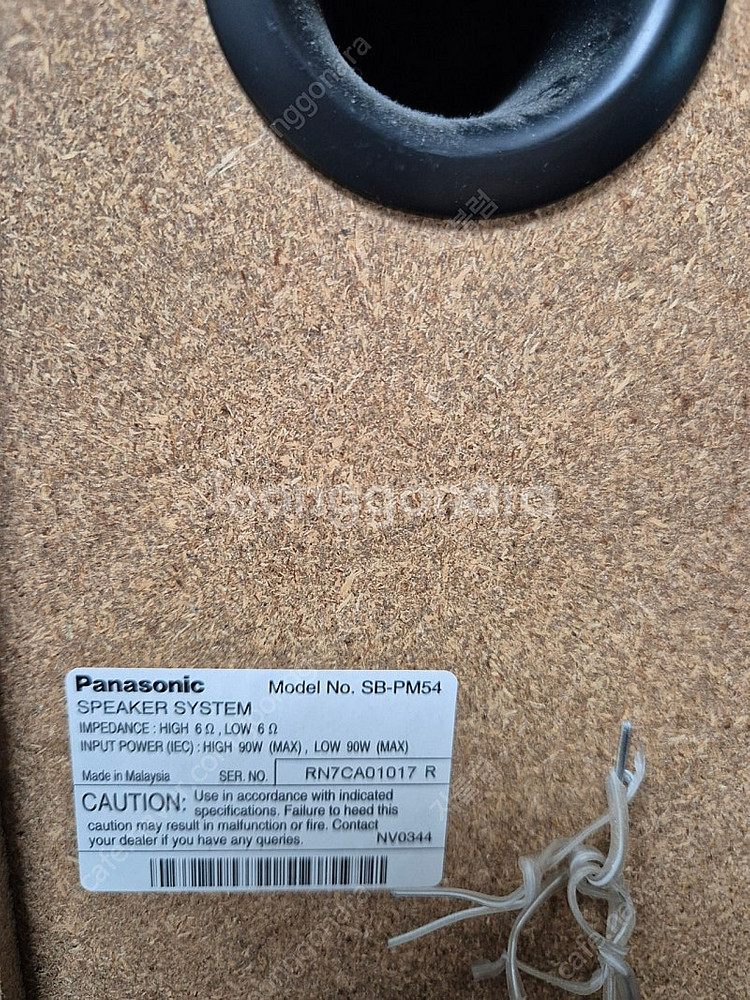 joonggonara
Panasonic
Model No. SB-PM54
SPEAKER SYSTEM
IMPEDANCE : HIGH 6 Ω , LOW 6 Ω
INPUT POWER (IEC) : HIGH 90W (MAX) , LOW 90W (MAX)
Made in Malaysia
SER. NO.
RN7CA01017 R
CAUTION: Use in accordance with indicated
specifications. Failure to heed this
caution may result in malfunction or fire. Contact
your dealer if you have any queries.
NV0344